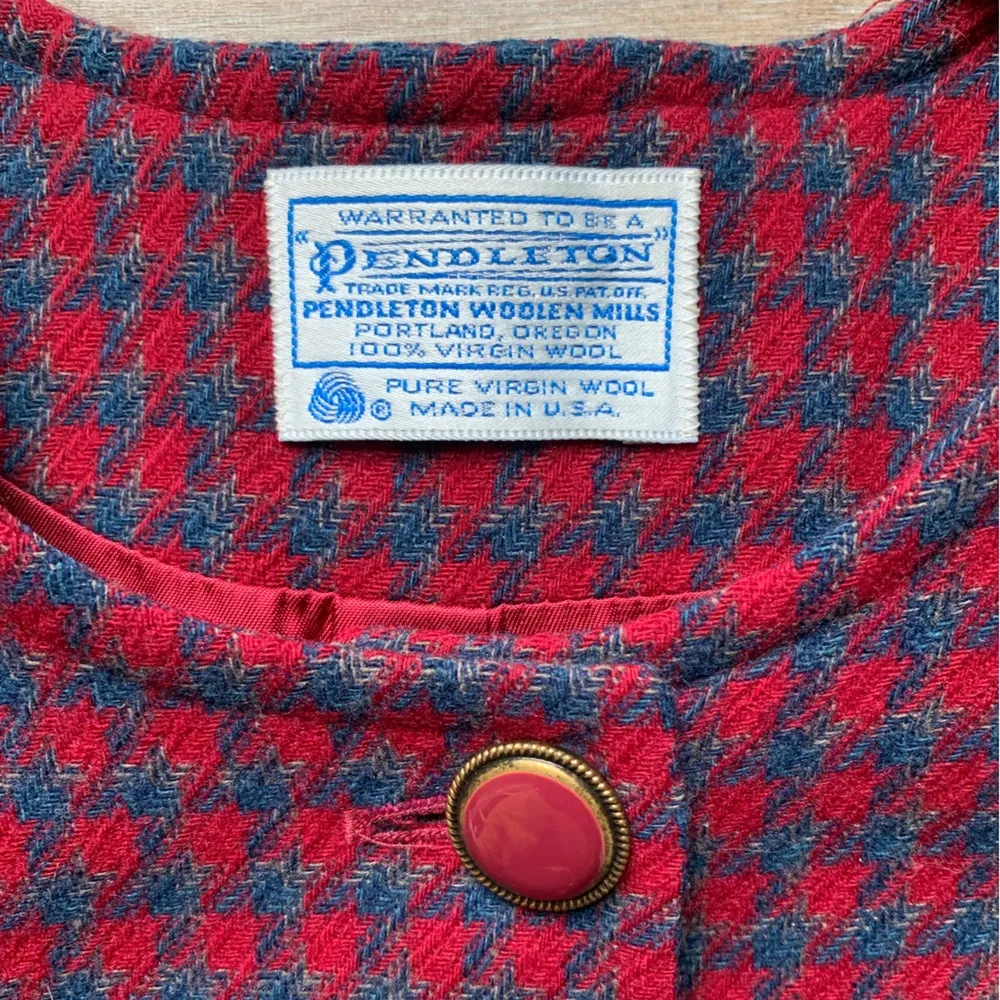 WARRANTED TO BE A
"PENDLETON"
TRADE MARK REG. U.S. PAT. OFF.
PENDLETON WOOLEN MILLS
PORTLAND, OREGON
100% VIRGIN WOOL
PURE VIRGIN WOOL
® MADE IN U.S.A.